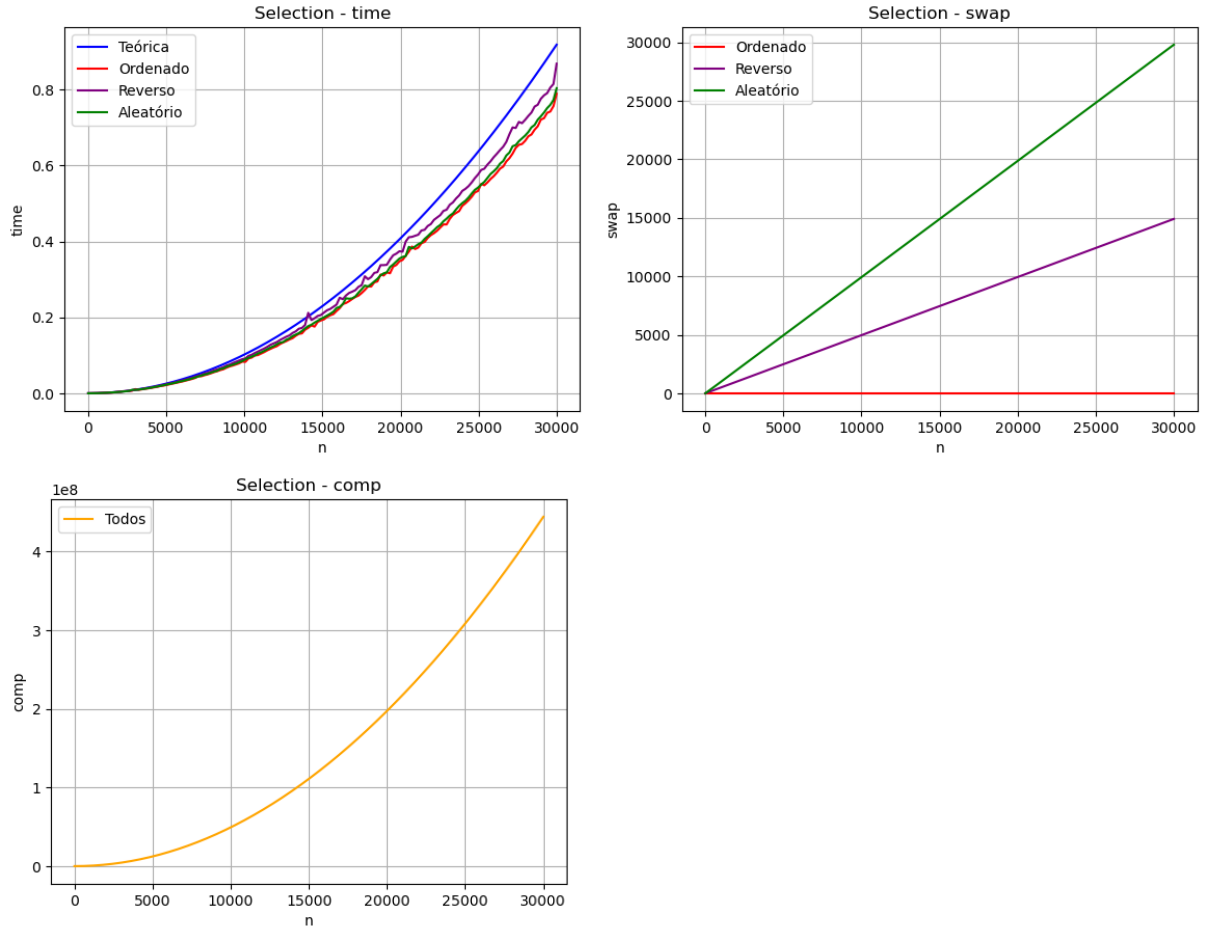 Selection - time
Teórica
Ordenado
Reverso
Aleatório
time
0.8
0.6
0.4
0.2
0.0
0 5000 10000 15000 20000 25000 30000
n
Selection - swap
Ordenado
Reverso
Aleatório
swap
30000
25000
20000
15000
10000
5000
0
0 5000 10000 15000 20000 25000 30000
n
Selection - comp
1e8
Todos
comp
4
3
2
1
0
0 5000 10000 15000 20000 25000 30000
n